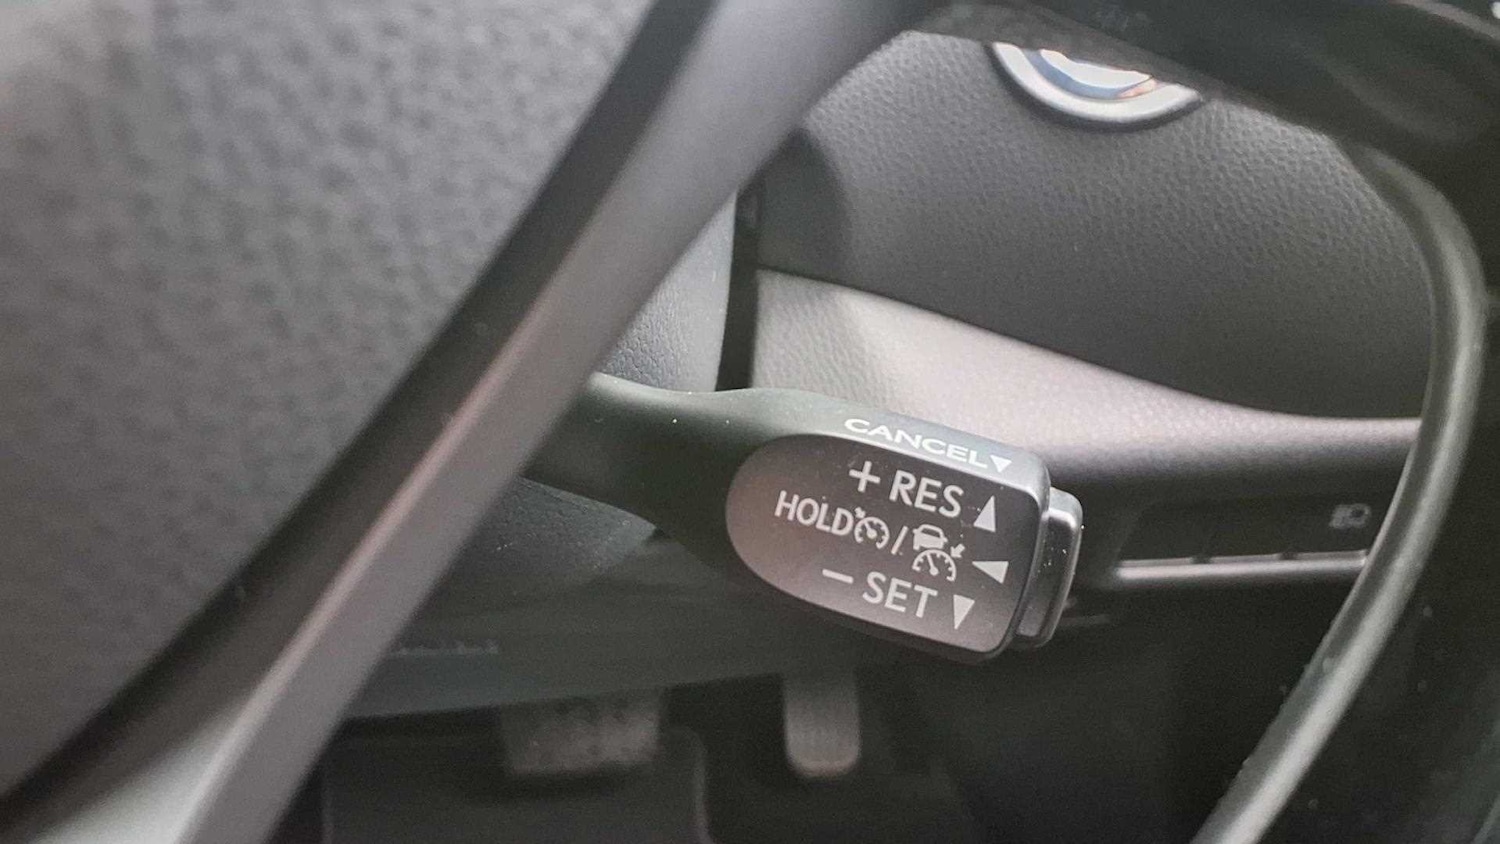 CANCEL▼
+ RES ▲
HOLD / ◀
− SET ▼